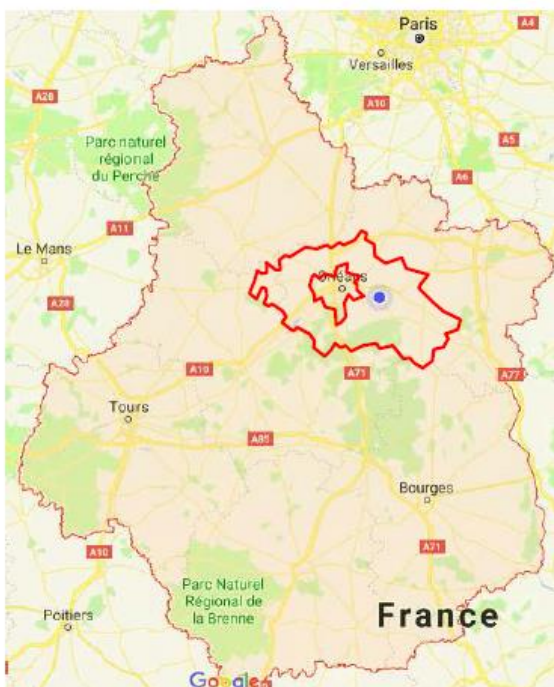 Paris
A4
Versailles
A28
A10
Parc naturel
régional
du Perche
A5
A6
A11
Le Mans
Orléans
A28
A10
A71
A77
Tours
A85
Bourges
A10
A71
Parc Naturel
Régional de
la Brenne
France
Poitiers
Google